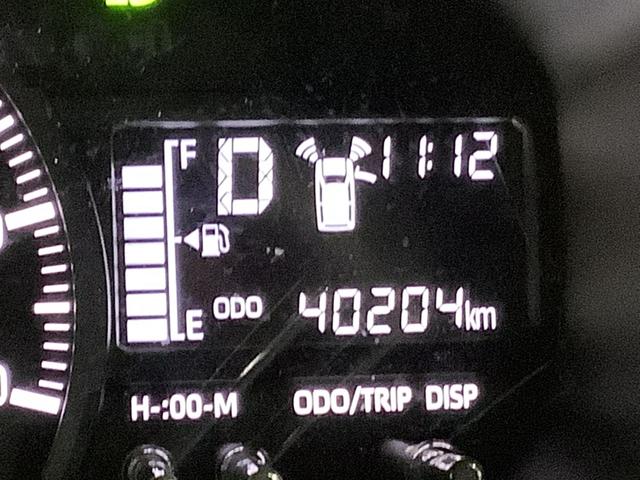 F D 11:12
E ODO 40204km
H-:00-M ODO/TRIP DISP